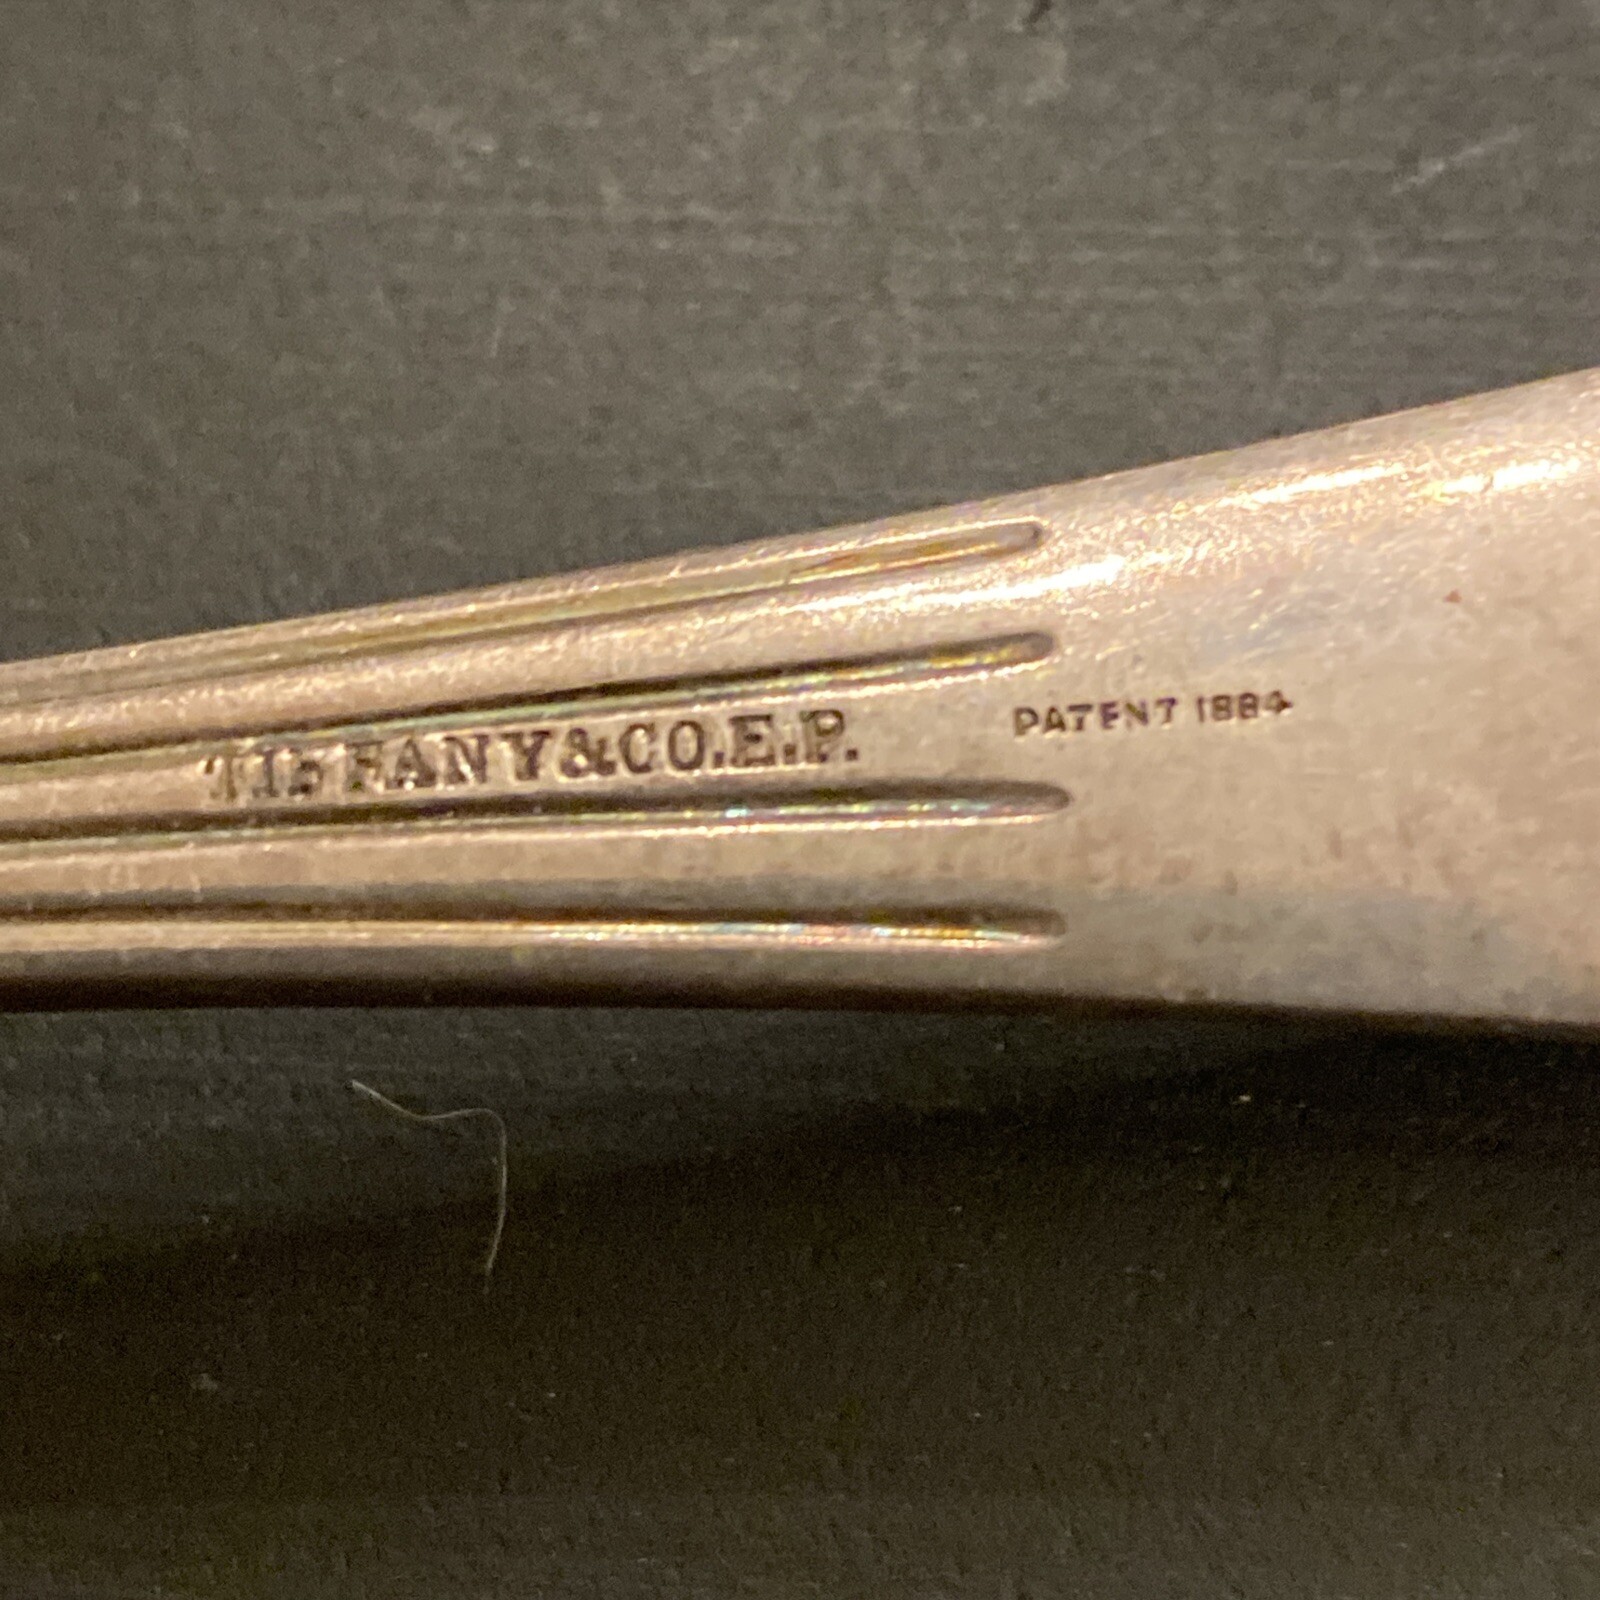 TIFFANY&CO.E.P.
PATENT 1884